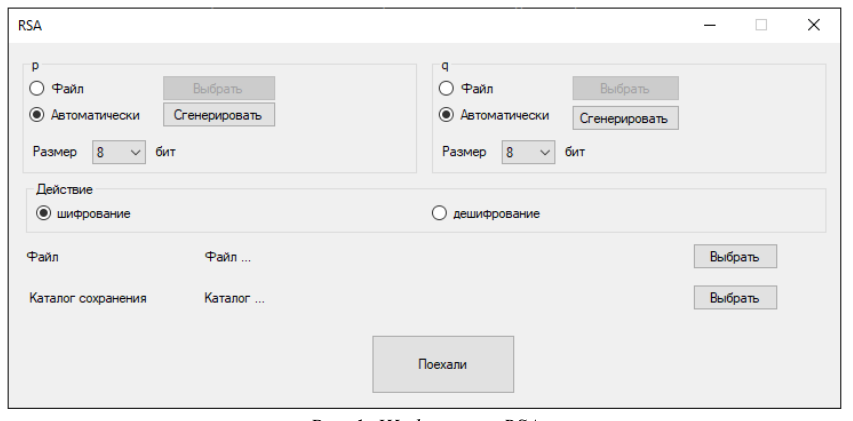 RSA
p
Файл Выбрать
Автоматически Сгенерировать
Размер 8 бит
q
Файл Выбрать
Автоматически Сгенерировать
Размер 8 бит
Действие
шифрование дешифрование
Файл Файл ... Выбрать
Каталог сохранения Каталог ... Выбрать
Поехали
RSA